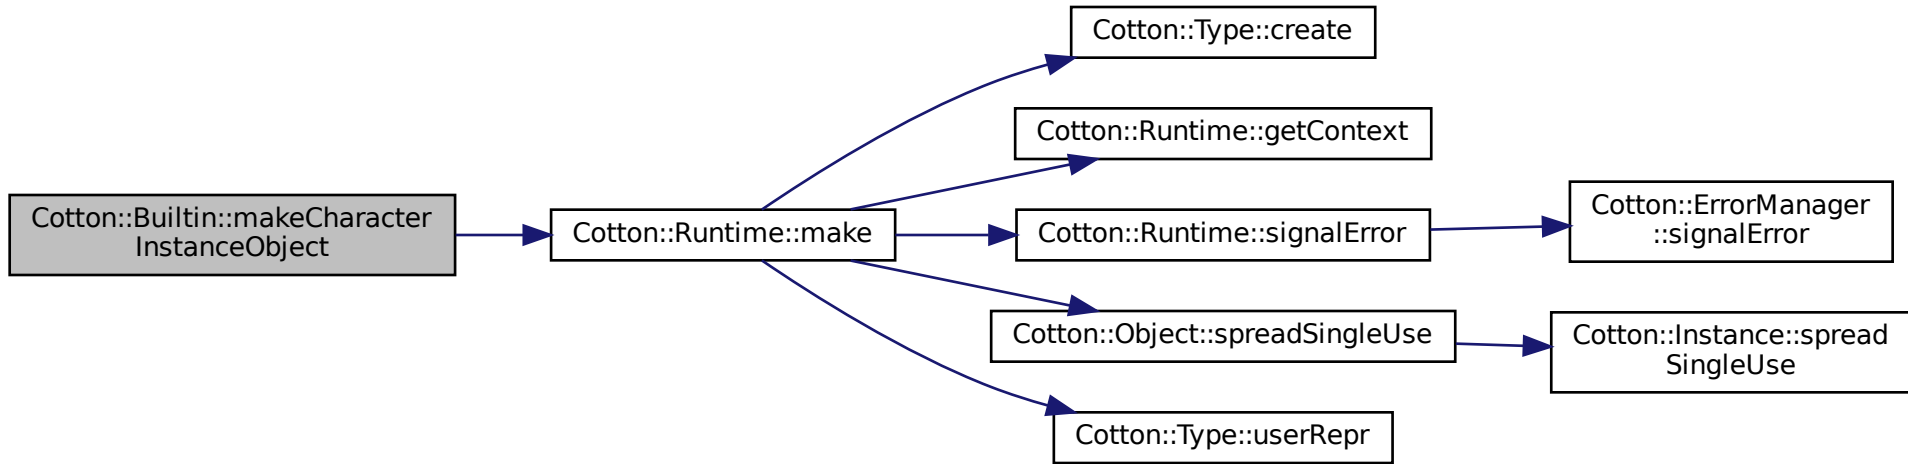 Cotton::Builtin::makeCharacter
InstanceObject
Cotton::Runtime::make
Cotton::Type::create
Cotton::Runtime::getContext
Cotton::Runtime::signalError
Cotton::Object::spreadSingleUse
Cotton::Type::userRepr
Cotton::ErrorManager
::signalError
Cotton::Instance::spread
SingleUse